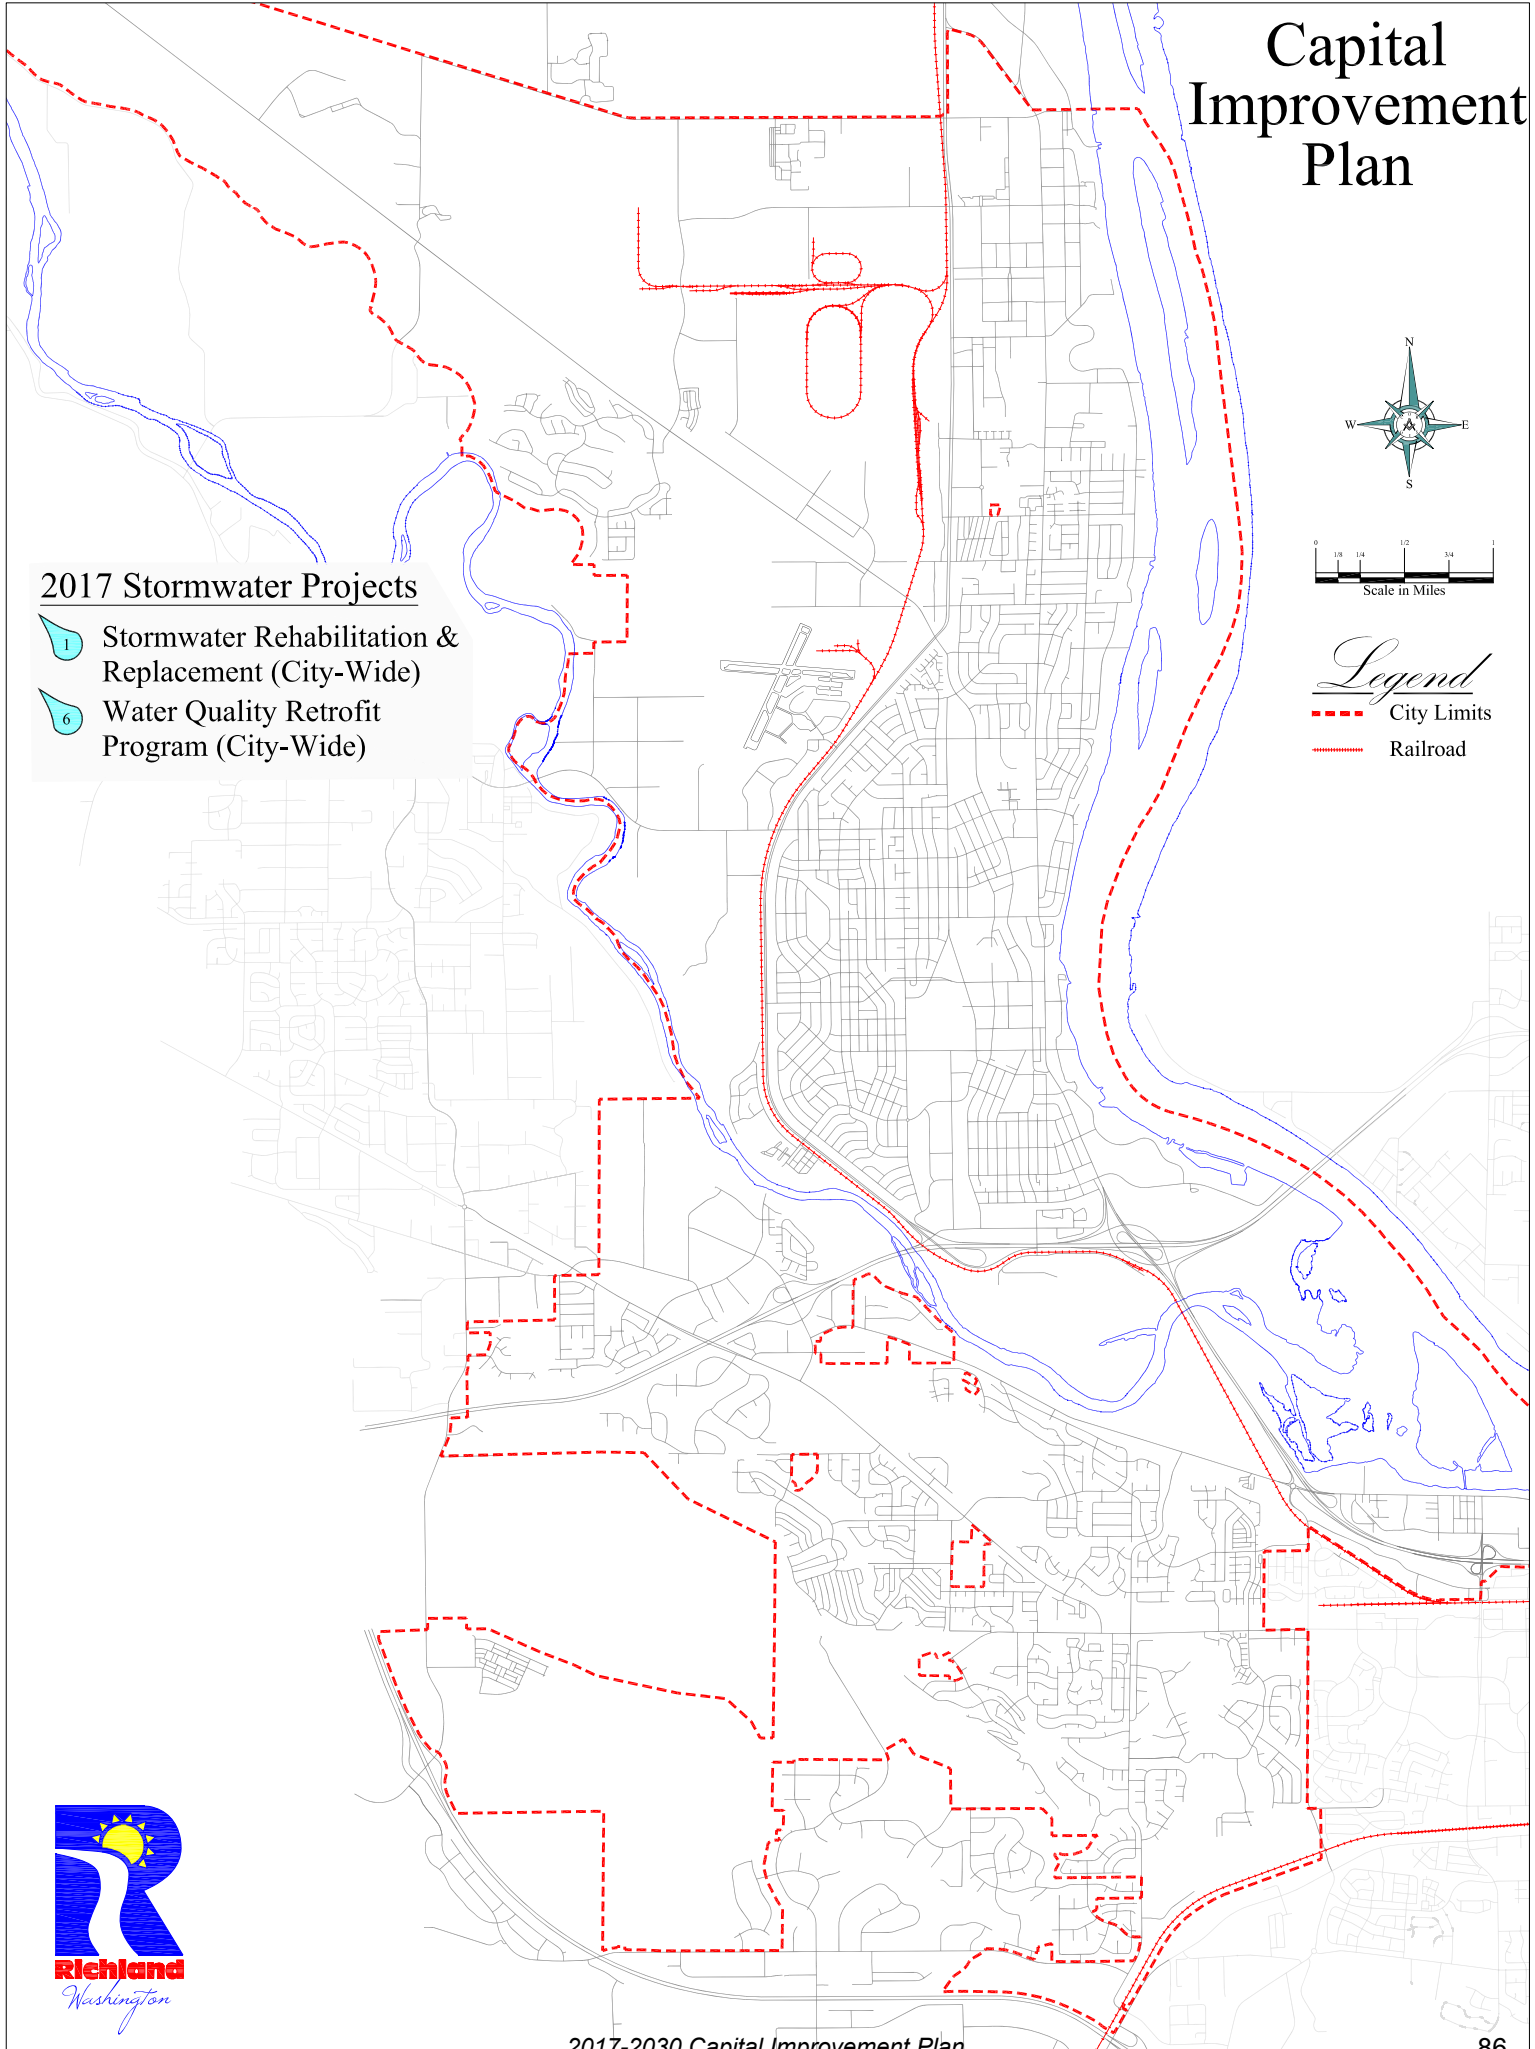 Capital
Improvement
Plan
N
W E
S
0 1/8 1/4 1/2 3/4 1
Scale in Miles
Legend
City Limits
Railroad
2017 Stormwater Projects
1 Stormwater Rehabilitation &
Replacement (City-Wide)
6 Water Quality Retrofit
Program (City-Wide)
Richland
Washington
2017-2030 Capital Improvement Plan
86